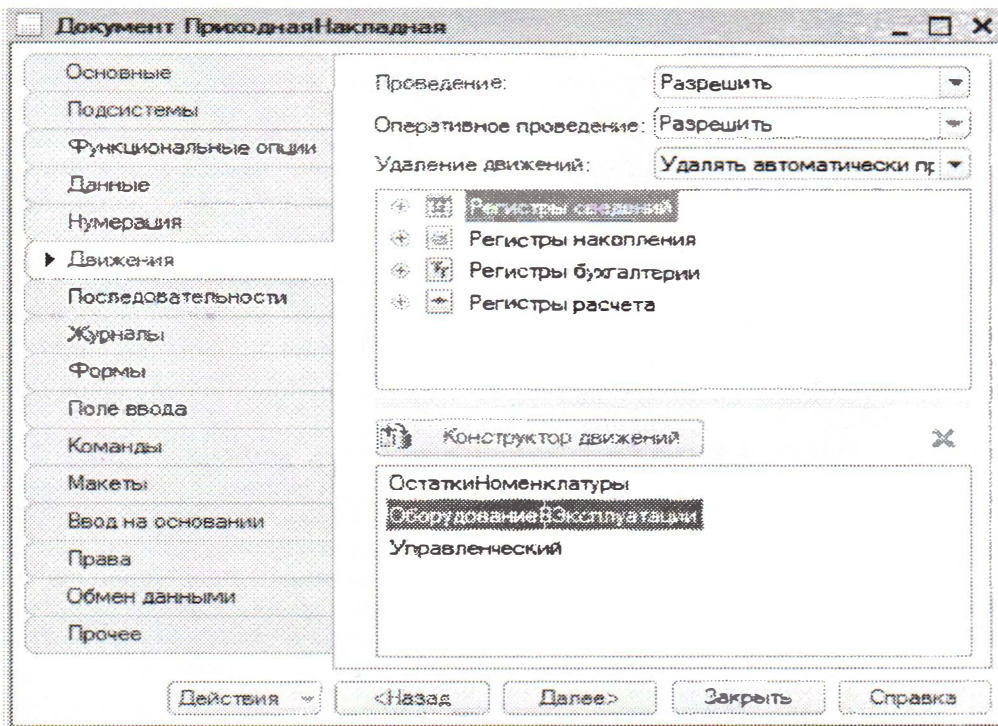 Документ ПриходнаяНакладная
Основные
Подсистемы
Функциональные опции
Данные
Нумерация
Движения
Последовательности
Журналы
Формы
Поле ввода
Команды
Макеты
Ввод на основании
Права
Обмен данными
Прочее
Проведение: Разрешить
Оперативное проведение: Разрешить
Удаление движений: Удалять автоматически пр
Регистры сведений
Регистры накопления
Регистры бухгалтерии
Регистры расчета
Конструктор движений
ОстаткиНоменклатуры
ОборудованиеВЭксплуатации
Управленческий
Действия <Назад Далее> Закрыть Справка